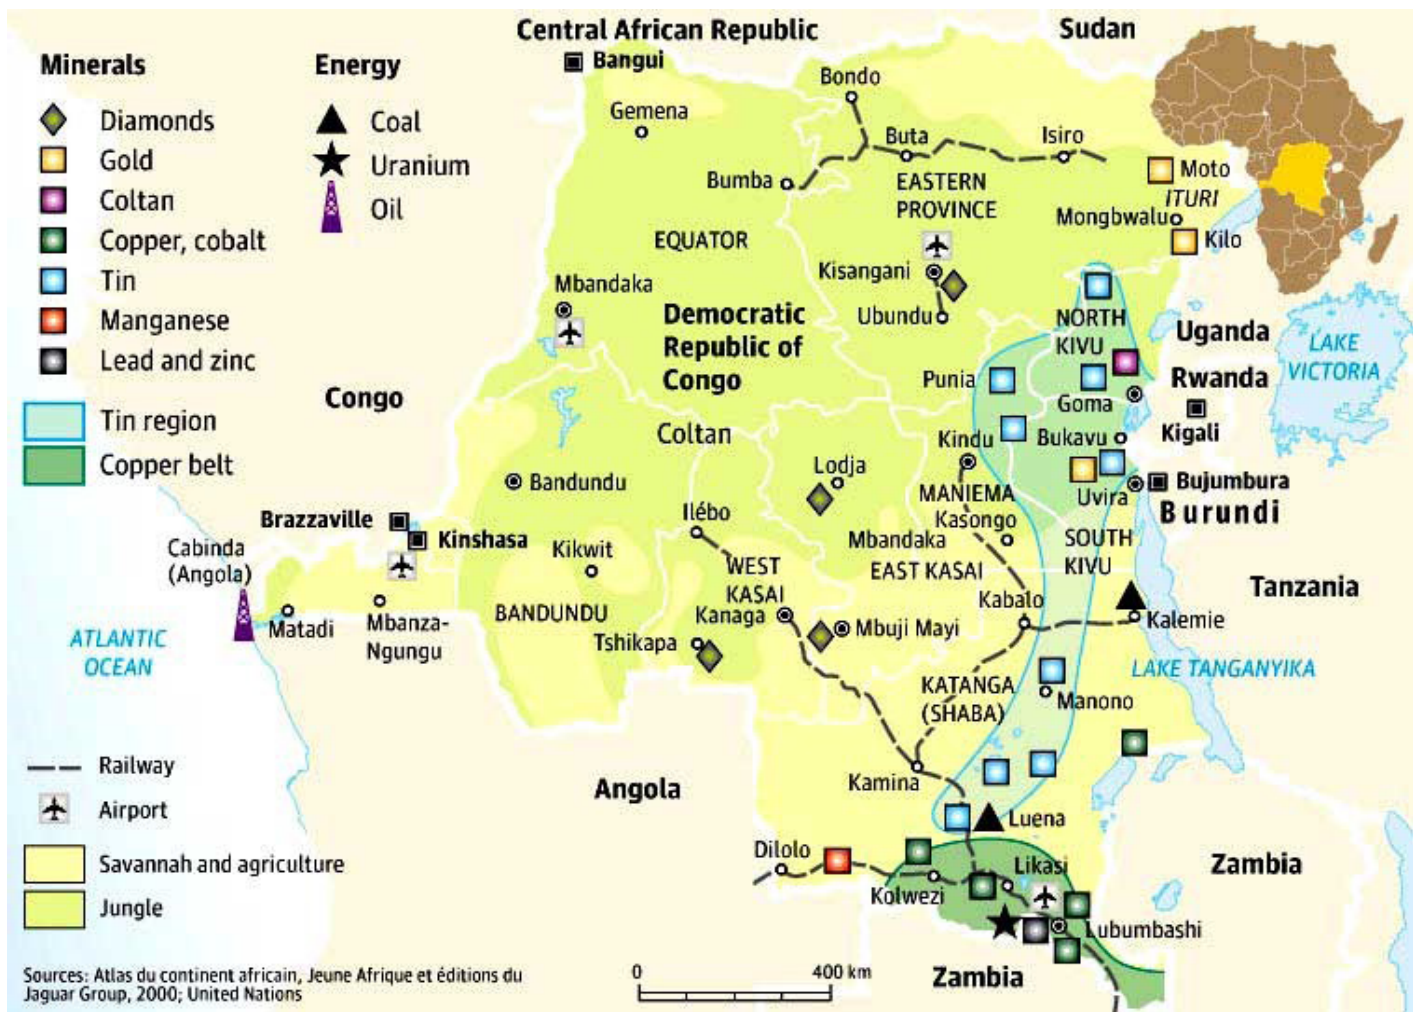 Central African Republic
Sudan
Bangui
Minerals
Energy
Diamonds
Gold
Coltan
Copper, cobalt
Tin
Manganese
Lead and zinc
Tin region
Copper belt
Coal
Uranium
Oil
Bondo
Gemena
Buta
Isiro
Bumba
EASTERN
PROVINCE
Moto
ITURI
Mongbwalu
Kilo
EQUATOR
Kisangani
Mbandaka
Ubundu
Democratic
Republic of
Congo
NORTH
KIVU
Uganda
LAKE
VICTORIA
Rwanda
Punia
Goma
Kigali
Congo
Coltan
Kindu
Bukavu
Lodja
Bandundu
MANIEMA
Uvira
Bujumbura
Burundi
Ilébo
Kasongo
Brazzaville
Kinshasa
Mbandaka
SOUTH
KIVU
Cabinda
(Angola)
Kikwit
WEST
KASAI
EAST KASAI
Tanzania
BANDUNDU
Kanaga
Kabalo
Kalemie
Matadi
Mbanza-
Ngungu
Tshikapa
Mbuji Mayi
ATLANTIC
OCEAN
LAKE TANGANYIKA
KATANGA
(SHABA)
Manono
Railway
Airport
Savannah and agriculture
Jungle
Angola
Kamina
Luena
Dilolo
Likasi
Zambia
Kolwezi
Lubumbashi
Zambia
0
400 km
Sources: Atlas du continent africain, Jeune Afrique et éditions du
Jaguar Group, 2000; United Nations